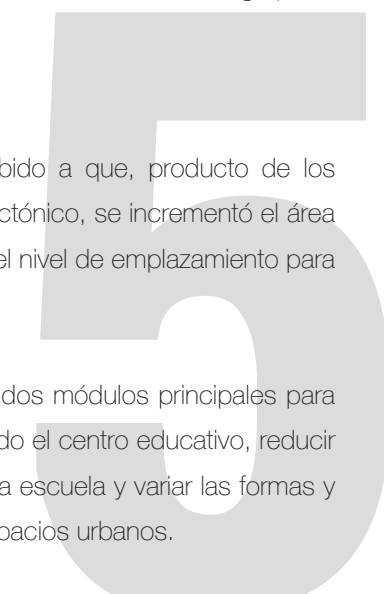 bido a que, producto de los
ctónico, se incrementó el área
el nivel de emplazamiento para
dos módulos principales para
do el centro educativo, reducir
a escuela y variar las formas y
pacios urbanos.
5